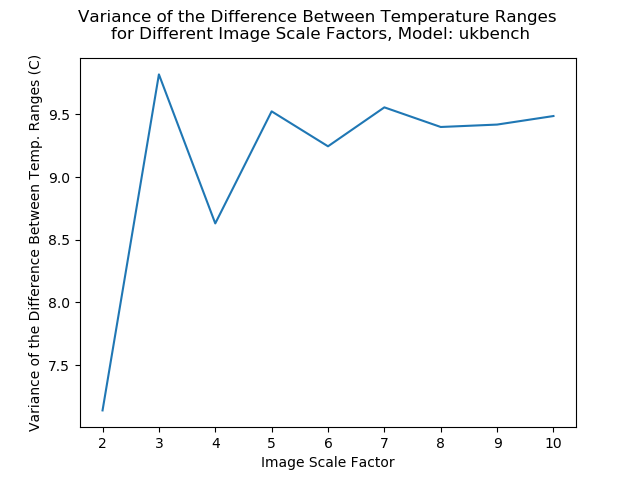 Variance of the Difference Between Temperature Ranges
for Different Image Scale Factors, Model: ukbench
Variance of the Difference Between Temp. Ranges (C)
9.5
9.0
8.5
8.0
7.5
2 3 4 5 6 7 8 9 10
Image Scale Factor